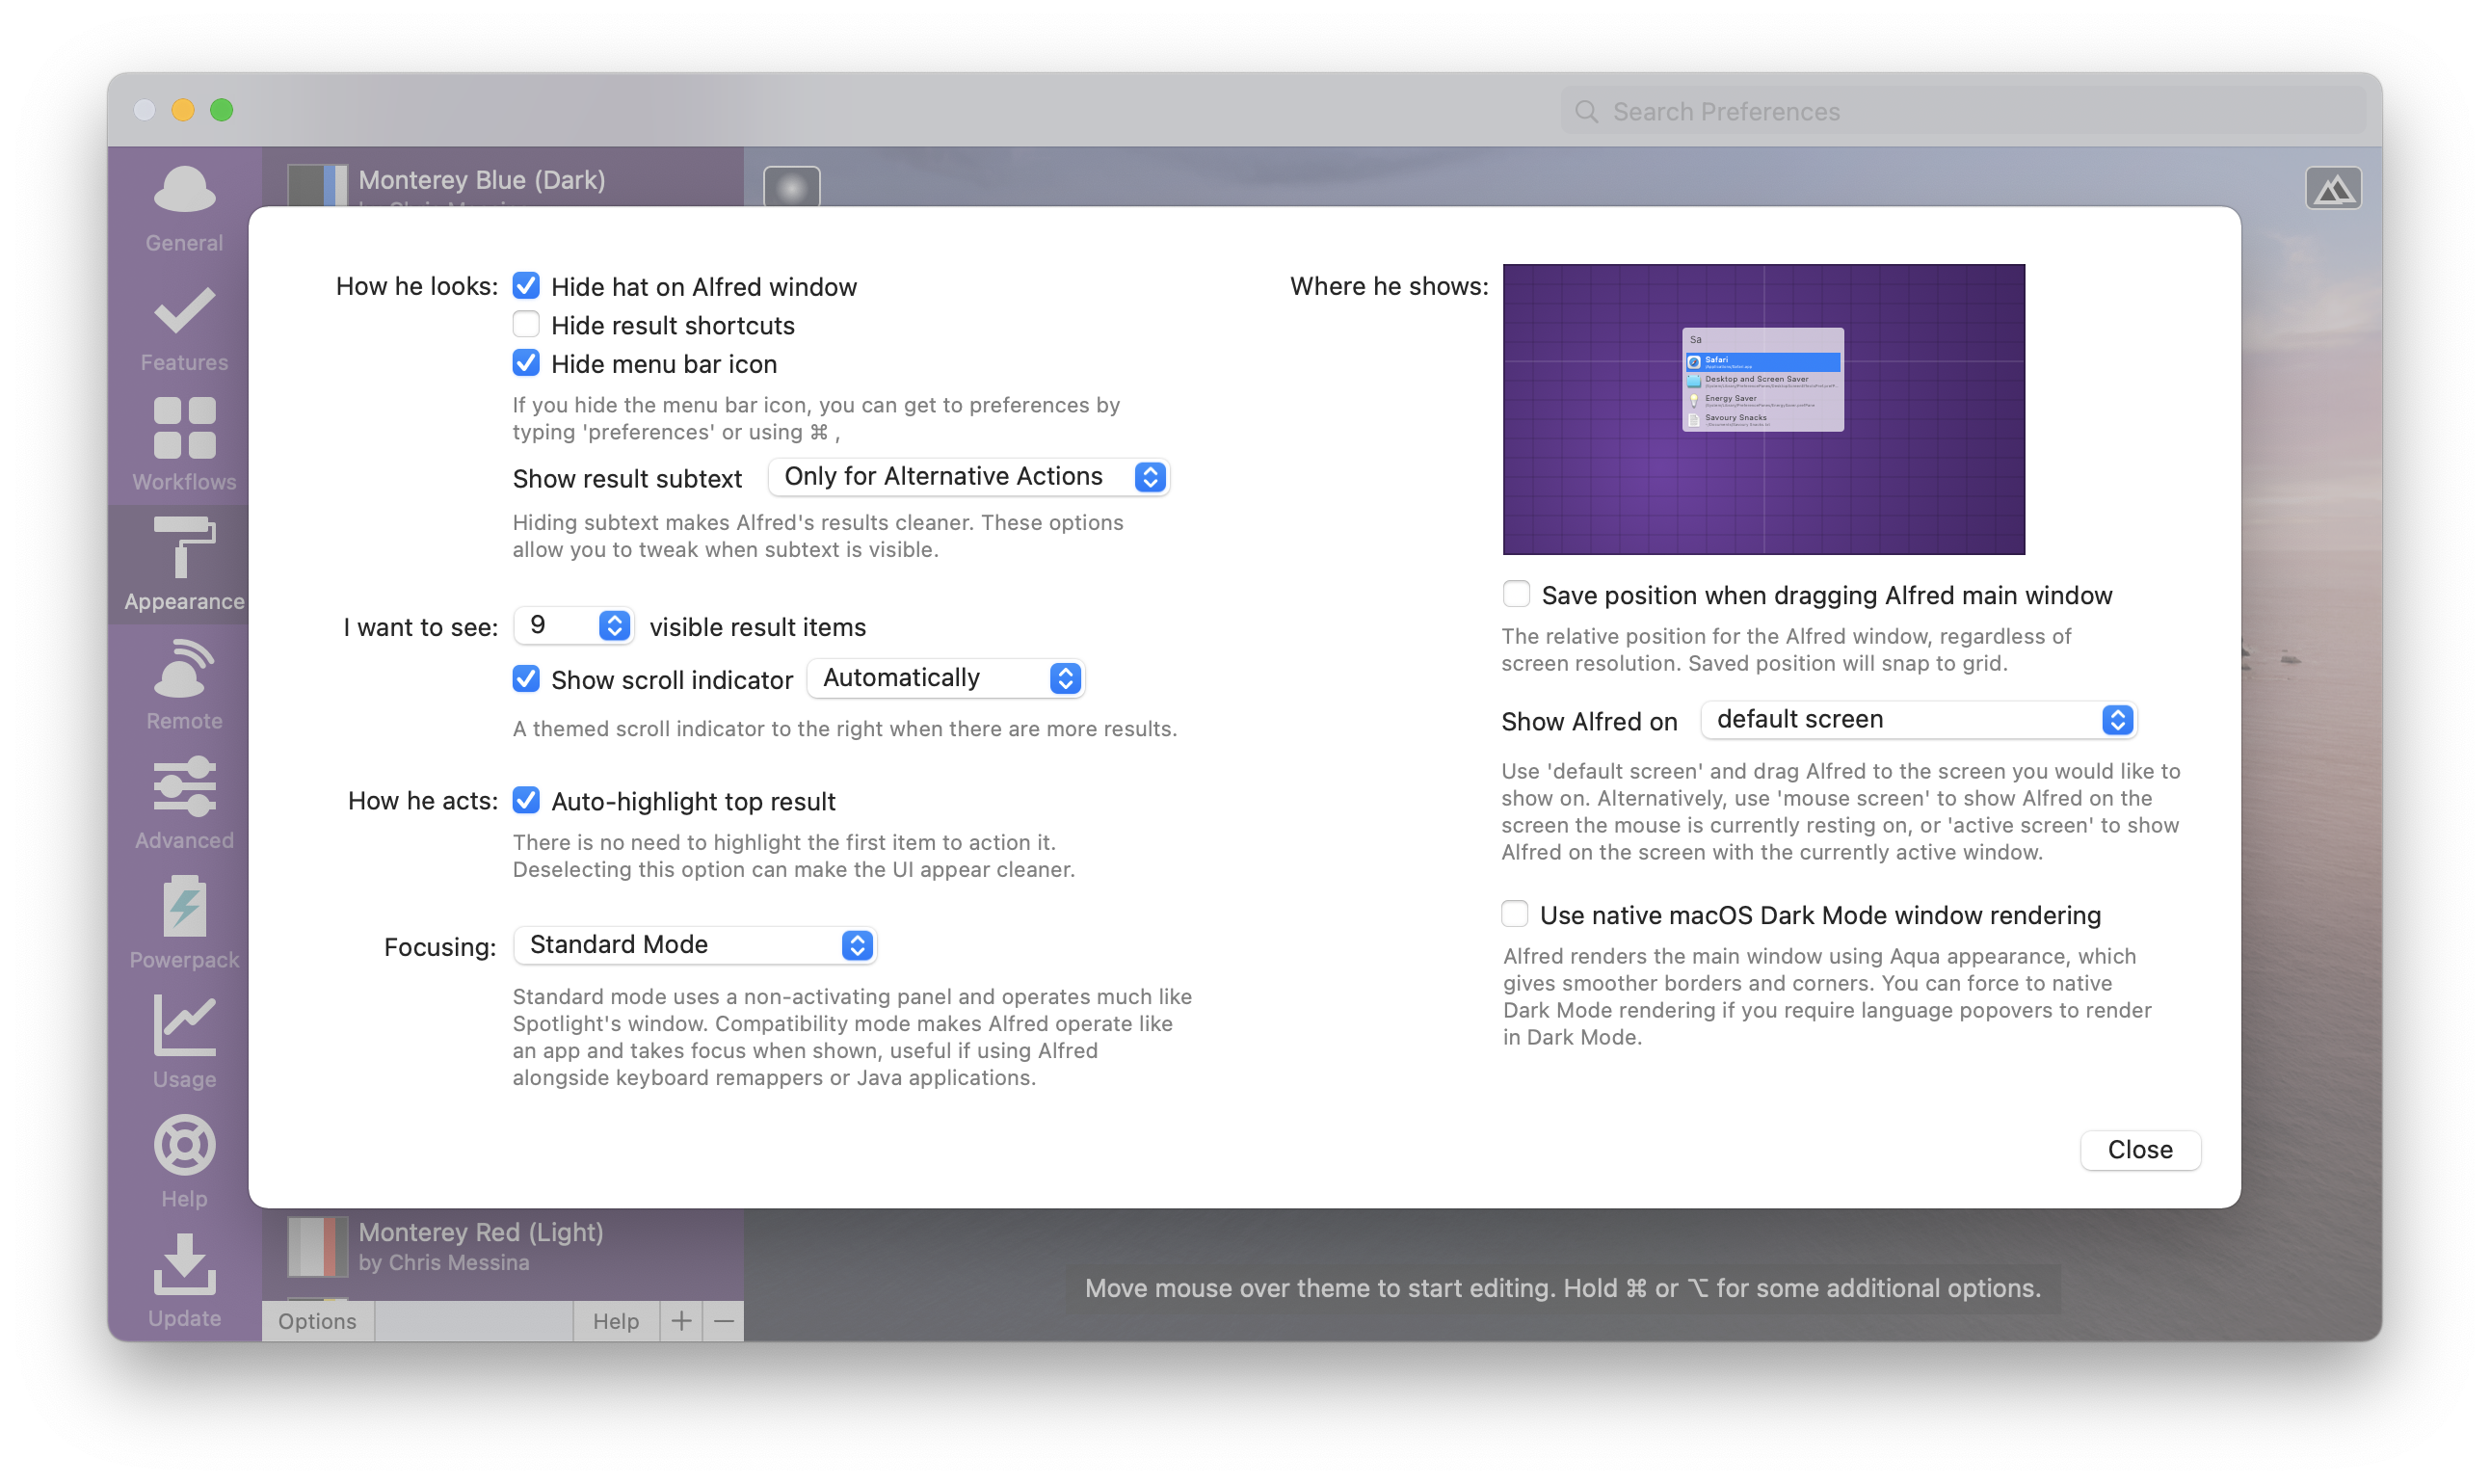 Search Preferences
General
Features
Workflows
Appearance
Remote
Advanced
Powerpack
Usage
Help
Update
Monterey Blue (Dark)
How he looks:
Hide hat on Alfred window
Hide result shortcuts
Hide menu bar icon
If you hide the menu bar icon, you can get to preferences by
typing 'preferences' or using ⌘ ,
Show result subtext
Only for Alternative Actions
Hiding subtext makes Alfred's results cleaner. These options
allow you to tweak when subtext is visible.
I want to see:
9
visible result items
Show scroll indicator
Automatically
A themed scroll indicator to the right when there are more results.
How he acts:
Auto-highlight top result
There is no need to highlight the first item to action it.
Deselecting this option can make the UI appear cleaner.
Focusing:
Standard Mode
Standard mode uses a non-activating panel and operates much like
Spotlight's window. Compatibility mode makes Alfred operate like
an app and takes focus when shown, useful if using Alfred
alongside keyboard remappers or Java applications.
Where he shows:
Sa
Safari
Desktop and Screen Saver
Energy Saver
Savoury Snacks
Save position when dragging Alfred main window
The relative position for the Alfred window, regardless of
screen resolution. Saved position will snap to grid.
Show Alfred on
default screen
Use 'default screen' and drag Alfred to the screen you would like to
show on. Alternatively, use 'mouse screen' to show Alfred on the
screen the mouse is currently resting on, or 'active screen' to show
Alfred on the screen with the currently active window.
Use native macOS Dark Mode window rendering
Alfred renders the main window using Aqua appearance, which
gives smoother borders and corners. You can force to native
Dark Mode rendering if you require language popovers to render
in Dark Mode.
Close
Monterey Red (Light)
by Chris Messina
Options
Help
Move mouse over theme to start editing. Hold ⌘ or ⌥ for some additional options.